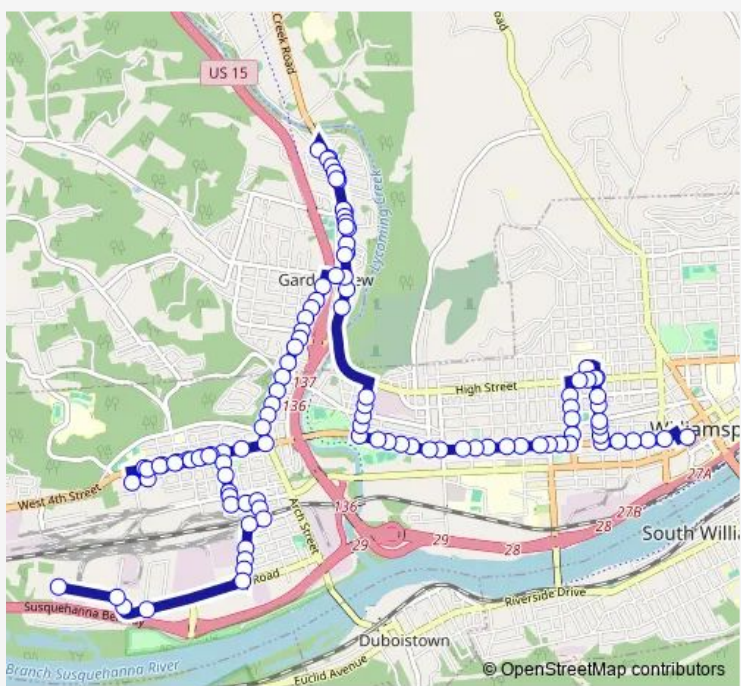 Creek Road
oad
US 15
Lycoming Creek
Gard
ew
137
136
High Street
Williamsp
West 4th Street
Arch Street
27A
136
27B
29
29
28
28
South Willia
Road
Susquehanna Be
y
Riverside Drive
Duboistown
Branch Susquehanna River
Euclid Avenue
© OpenStreetMap contributors